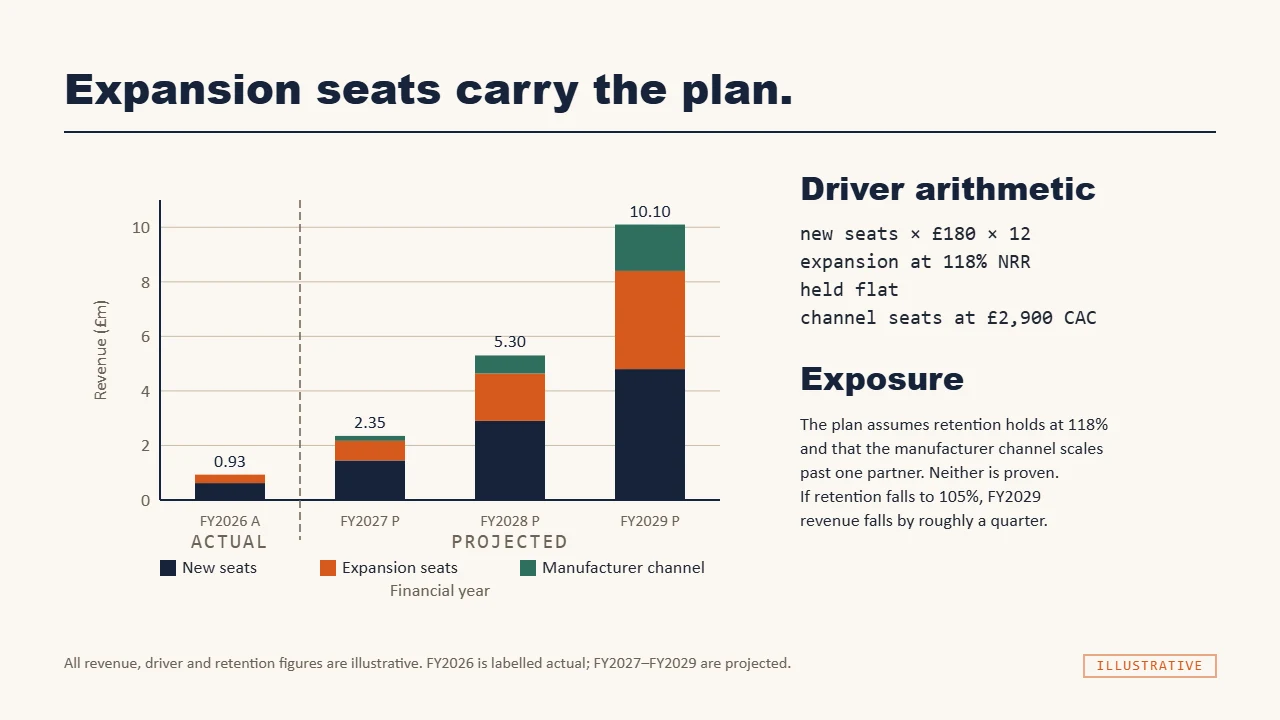 Expansion seats carry the plan.
Revenue (£m)
10
8
6
4
2
0
0.93
2.35
5.30
10.10
FY2026 A
FY2027 P
FY2028 P
FY2029 P
ACTUAL
PROJECTED
New seats
Expansion seats
Manufacturer channel
Financial year
Driver arithmetic
new seats × £180 × 12
expansion at 118% NRR
held flat
channel seats at £2,900 CAC
Exposure
The plan assumes retention holds at 118%
and that the manufacturer channel scales
past one partner. Neither is proven.
If retention falls to 105%, FY2029
revenue falls by roughly a quarter.
All revenue, driver and retention figures are illustrative. FY2026 is labelled actual; FY2027–FY2029 are projected.
ILLUSTRATIVE